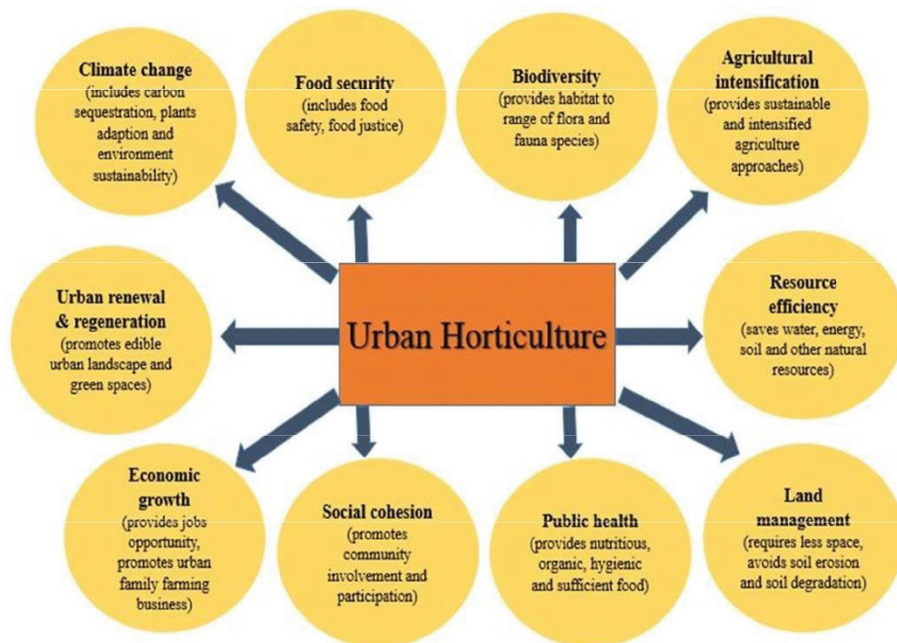 Climate change
(includes carbon
sequestration, plants
adaption and
environment
sustainability)
Food security
(includes food
safety, food justice)
Biodiversity
(provides habitat to
range of flora and
fauna species)
Agricultural
intensification
(provides sustainable
and intensified
agriculture
approaches)
Urban renewal
& regeneration
(promotes edible
urban landscape and
green spaces)
Urban Horticulture
Resource
efficiency
(saves water, energy,
soil and other natural
resources)
Economic
growth
(provides jobs
opportunity,
promotes urban
family farming
business)
Social cohesion
(promotes
community
involvement and
participation)
Public health
(provides nutritious,
organic, hygienic
and sufficient food)
Land
management
(requires less space,
avoids soil erosion
and soil degradation)